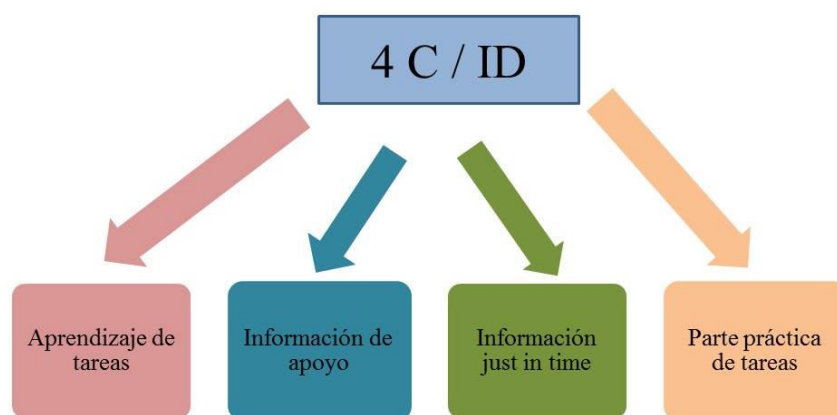 4 C / ID
Aprendizaje de
tareas
Información de
apoyo
Información
just in time
Parte práctica
de tareas